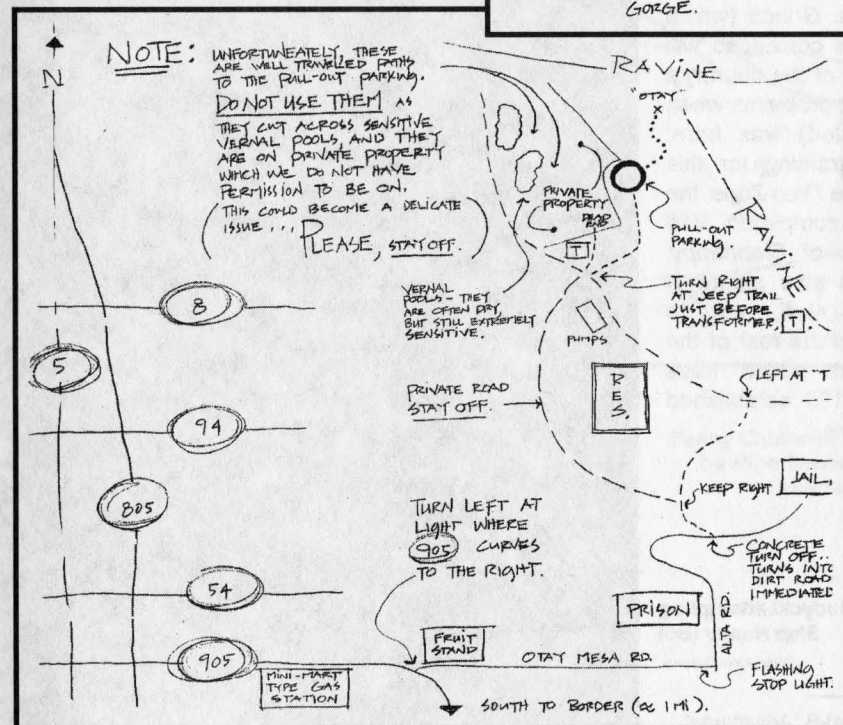 GORGE.
N
NOTE:
UNFORTUNEATELY, THESE
ARE WELL TRAVELLED PATHS
TO THE PULL-OUT PARKING.
DO NOT USE THEM AS
THEY CUT ACROSS SENSITIVE
VERNAL POOLS, AND THEY
ARE ON PRIVATE PROPERTY
WHICH WE DO NOT HAVE
PERMISSION TO BE ON.
THIS COULD BECOME A DELICATE
ISSUE...
PLEASE, STAY OFF.
RAVINE
"OTAY"
PRIVATE
PROPERTY
DEAD
END
T
PULL-OUT
PARKING
RAVINE
TURN RIGHT
AT JEEP TRAIL
JUST BEFORE
TRANSFORMER, T
VERNAL
POOLS - THEY
ARE OFTEN DRY,
BUT STILL EXTREMELY
SENSITIVE.
PUMPS
8
5
PRIVATE ROAD
STAY OFF.
P.
S.
LEFT AT "T"
94
805
KEEP RIGHT
JAIL
TURN LEFT AT
LIGHT WHERE
905 CURVES
TO THE RIGHT.
CONCRETE
TURN OFF..
TURNS INTO
DIRT ROAD
54
PRISON
ALTA RD.
905
FRUIT
STAND
OTAY MESA RD.
MINI-MART
TYPE GAS
STATION
FLASHING
STOP LIGHT.
SOUTH TO BORDER (≈ 1 MI).